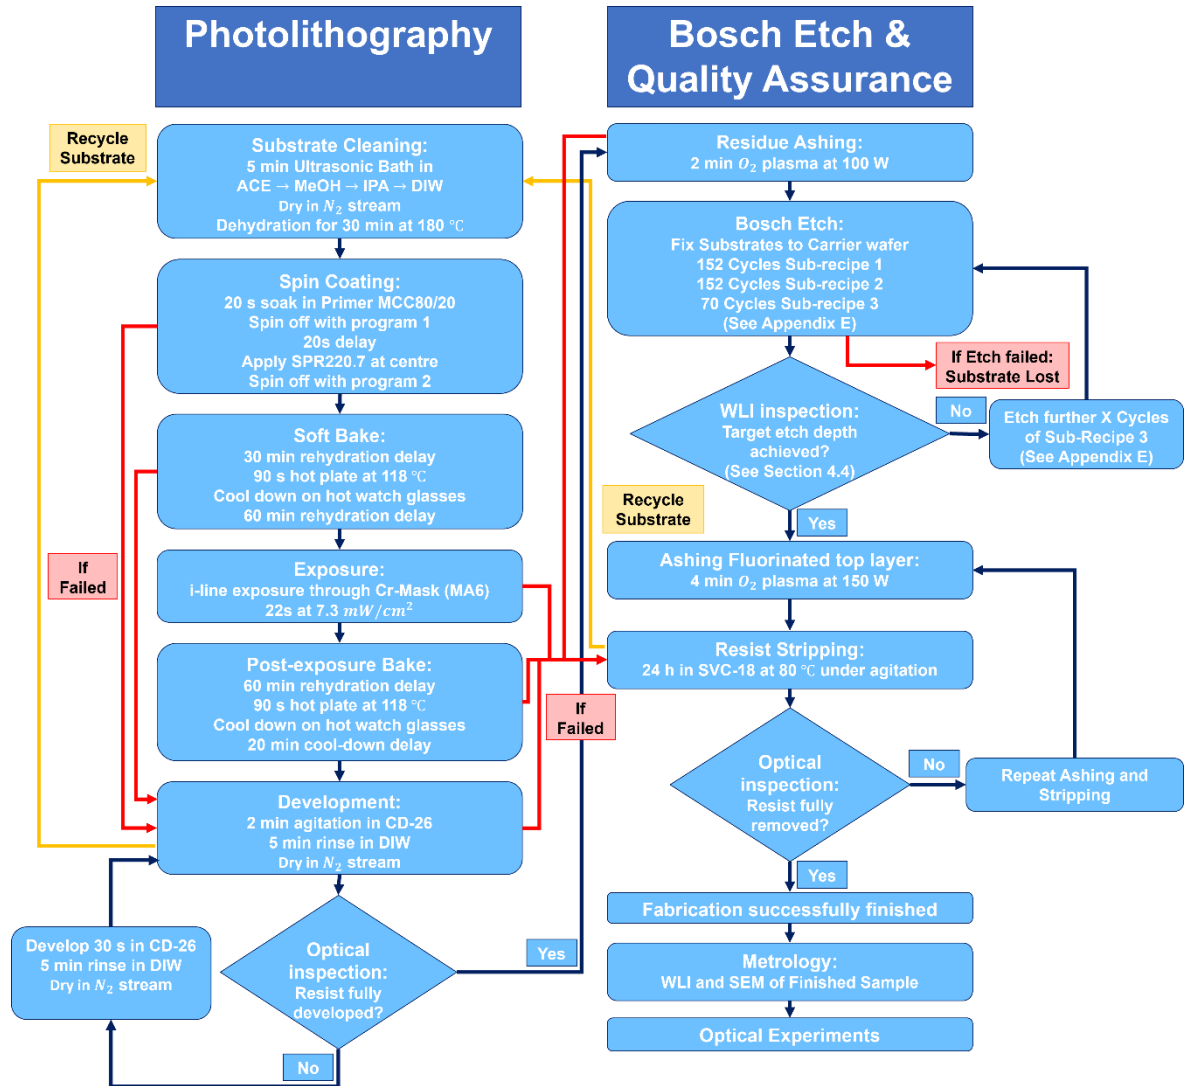 Photolithography
Recycle
Substrate
Substrate Cleaning:
5 min Ultrasonic Bath in
ACE → MeOH → IPA → DIW
Dry in N₂ stream
Dehydration for 30 min at 180 °C
Spin Coating:
20 s soak in Primer MCC80/20
Spin off with program 1
20s delay
Apply SPR220.7 at centre
Spin off with program 2
Soft Bake:
30 min rehydration delay
90 s hot plate at 118 °C
Cool down on hot watch glasses
60 min rehydration delay
If
Failed
Exposure:
i-line exposure through Cr-Mask (MA6)
22s at 7.3 mW/cm²
Post-exposure Bake:
60 min rehydration delay
90 s hot plate at 118 °C
Cool down on hot watch glasses
20 min cool-down delay
If
Failed
Development:
2 min agitation in CD-26
5 min rinse in DIW
Dry in N₂ stream
Develop 30 s in CD-26
5 min rinse in DIW
Dry in N₂ stream
Optical
inspection:
Resist fully
developed?
Yes
No
Bosch Etch &
Quality Assurance
Residue Ashing:
2 min O₂ plasma at 100 W
Bosch Etch:
Fix Substrates to Carrier wafer
152 Cycles Sub-recipe 1
152 Cycles Sub-recipe 2
70 Cycles Sub-recipe 3
(See Appendix E)
If Etch failed:
Substrate Lost
WLI inspection:
Target etch depth
achieved?
(See Section 4.4)
No
Etch further X Cycles
of Sub-Recipe 3
(See Appendix E)
Recycle
Substrate
Yes
Ashing Fluorinated top layer:
4 min O₂ plasma at 150 W
Resist Stripping:
24 h in SVC-18 at 80 °C under agitation
Optical
inspection:
Resist fully
removed?
No
Repeat Ashing and
Stripping
Yes
Fabrication successfully finished
Metrology:
WLI and SEM of Finished Sample
Optical Experiments